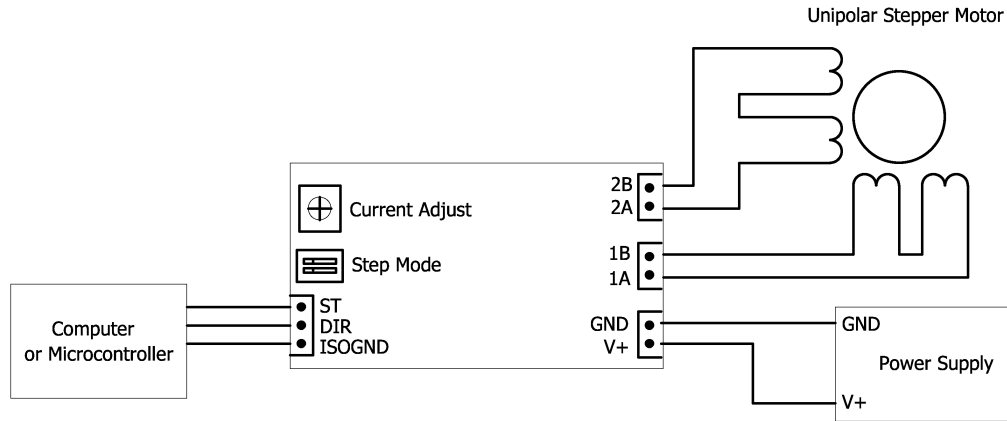 Unipolar Stepper Motor
2B
2A
Current Adjust
1B
1A
Step Mode
ST
DIR
ISOGND
GND
V+
Computer
or Microcontroller
GND
Power Supply
V+